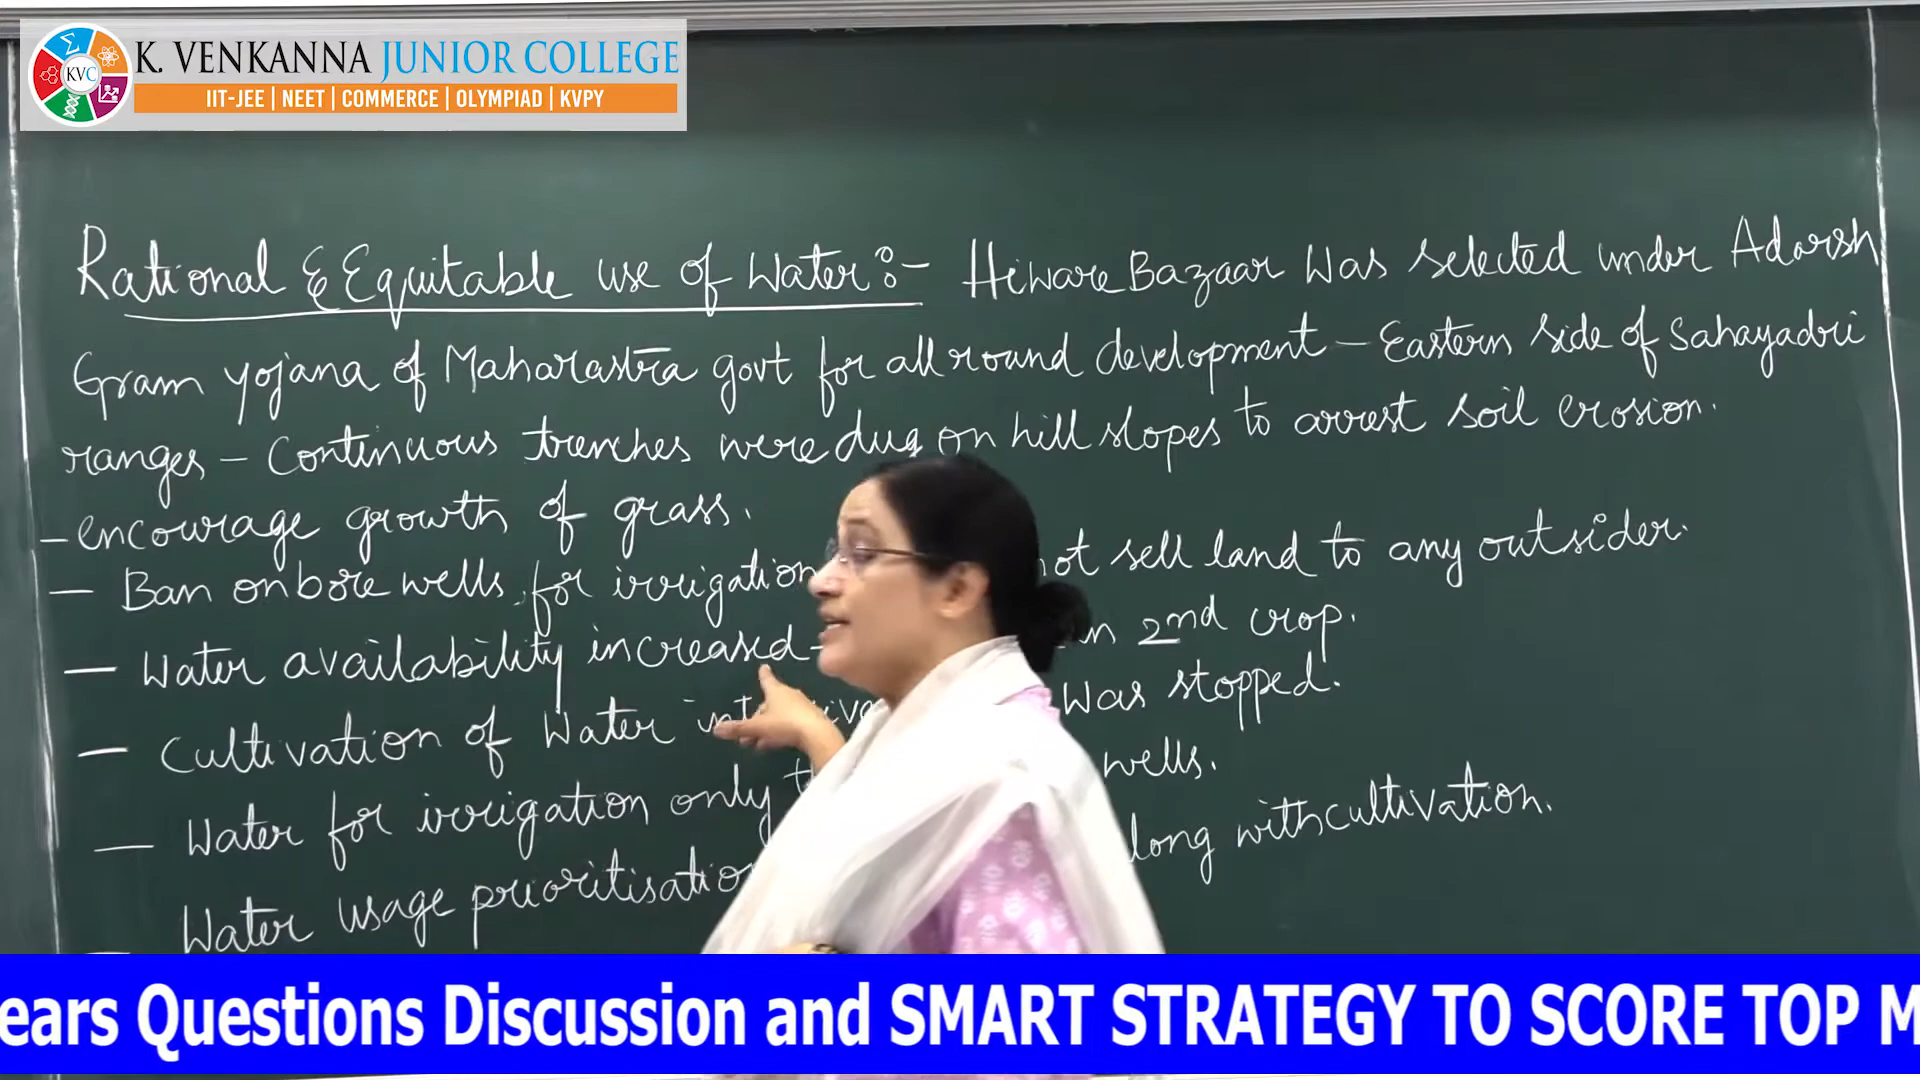 K. VENKANNA JUNIOR COLLEGE
KVC
IIT-JEE | NEET | COMMERCE | OLYMPIAD | KVPY
Rational & Equitable use of Water:- Hiware Bazaar Was selected under Adarsh
Gram yojana of Maharastra govt for all round development - Eastern side of Sahayadri
ranges - Continuous trenches were dug on hill slopes to arrest soil erosion.
- encourage growth of grass.
- Ban on bore wells for irrigation not sell land to any outsider.
- Water availability increased - in 2nd crop.
- Cultivation of Water Was stopped.
- Water for irrigation only wells.
- Water usage prioritisation along with cultivation.
ears Questions Discussion and SMART STRATEGY TO SCORE TOP M